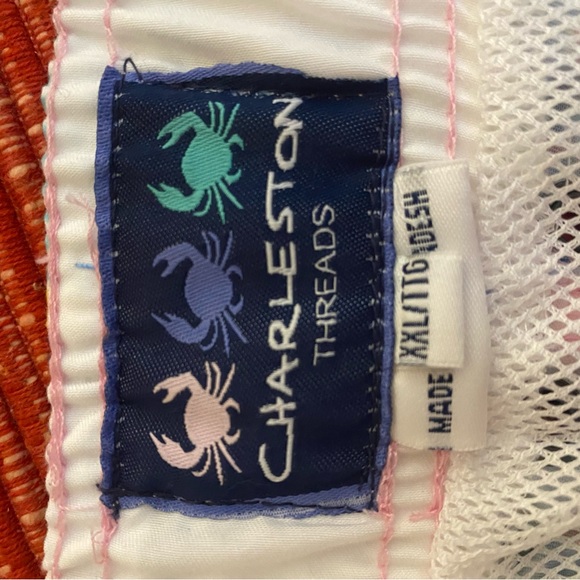 CHARLESTON
THREADS
XXL/TTG
MADE
DESH